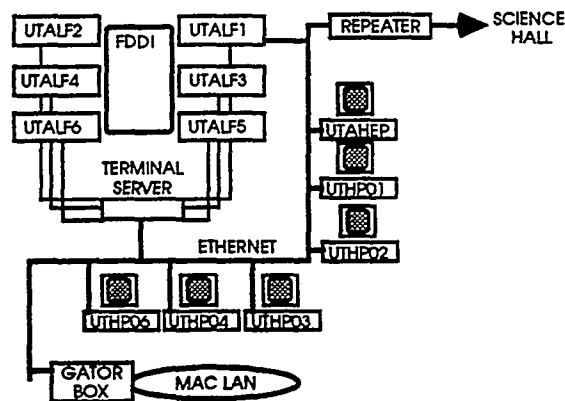 UTALF2
FDDI
UTALF1
REPEATER
SCIENCE
HALL
UTALF4
UTALF3
UTALF6
UTALF5
UTAHEP
TERMINAL
SERVER
UTHP01
ETHERNET
UTHP02
UTHP06
UTHP04
UTHP03
GATOR
BOX
MAC LAN